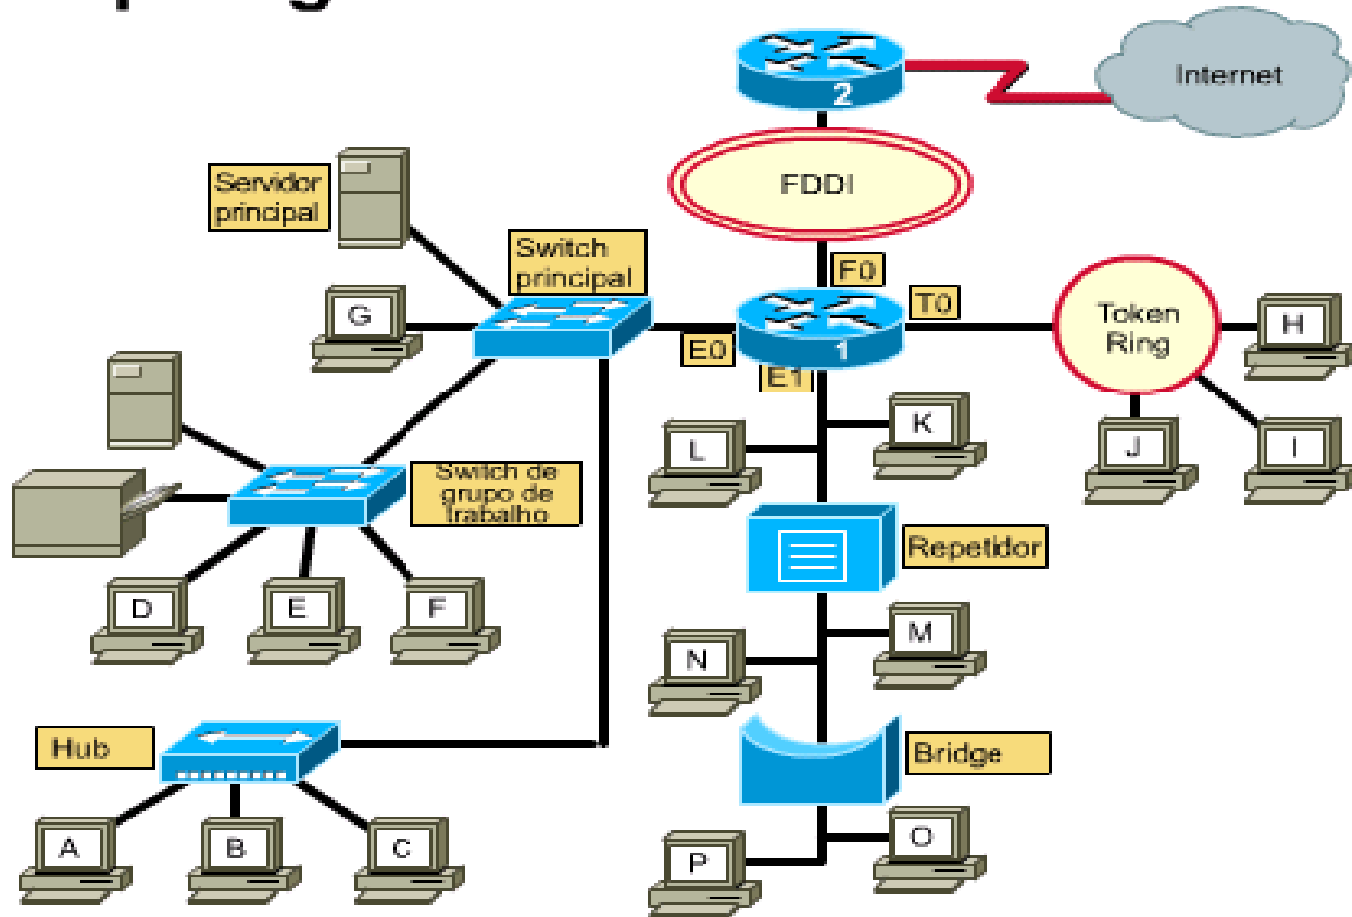 2
Internet
FDDI
Servidor
principal
Switch
principal
F0
T0
G
E0
1
E1
Token
Ring
H
L
K
J
I
Switch de
grupo de
trabalho
Repetidor
D
E
F
N
M
Hub
Bridge
A
B
C
P
O